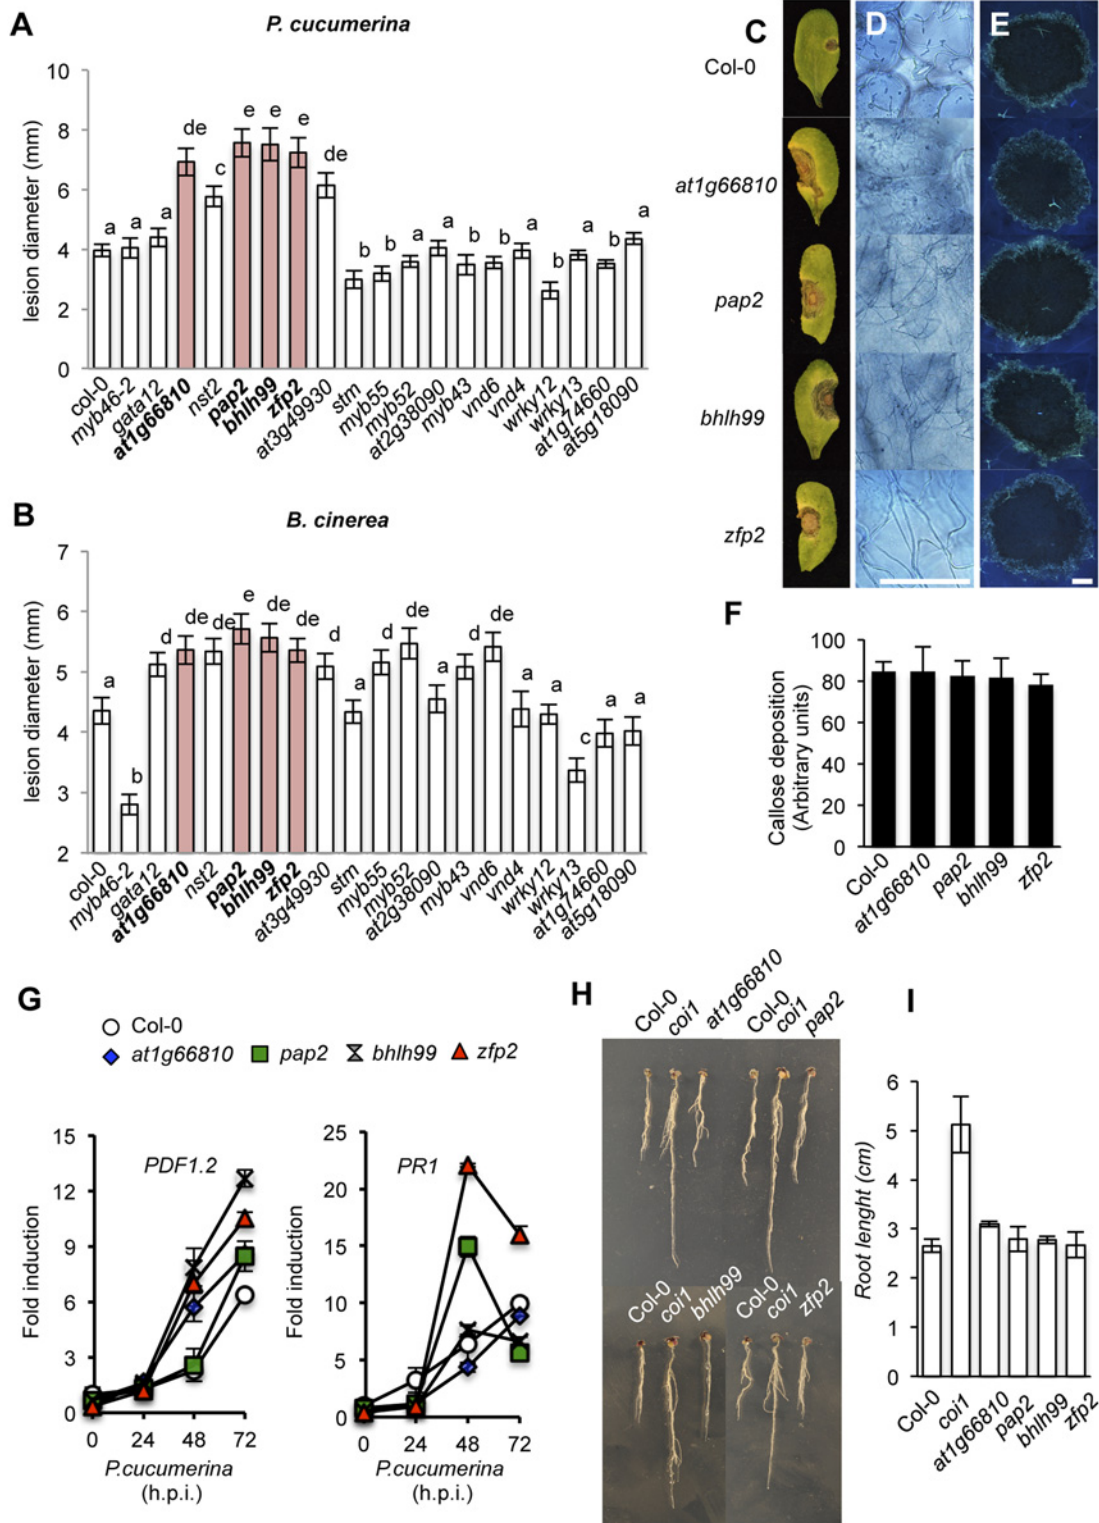 A
P. cucumerina
lesion diameter (mm)
10
8
6
4
2
0
a
a
a
de
c
e
e
e
de
b
b
a
a
b
b
a
b
a
b
a
col-0
myb46-2
gata12
at1g66810
nst2
pap2
bhlh99
zfp2
at3g49930
stm
myb55
myb52
at2g38090
myb43
vnd6
vnd4
wrky12
wrky13
at1g74660
at5g18090
B
B. cinerea
lesion diameter (mm)
7
6
5
4
3
2
a
b
d
de
de
e
de
de
d
a
d
de
a
d
de
a
a
c
a
a
col-0
myb46-2
gata12
at1g66810
nst2
pap2
bhlh99
zfp2
at3g49930
stm
myb55
myb52
at2g38090
myb43
vnd6
vnd4
wrky12
wrky13
at1g74660
at5g18090
C
D
E
Col-0
at1g66810
pap2
bhlh99
zfp2
F
Callose deposition
(Arbitrary units)
100
80
60
40
20
0
Col-0
at1g66810
pap2
bhlh99
zfp2
G
Col-0
at1g66810 pap2 bhlh99 zfp2
PDF1.2
Fold induction
15
12
9
6
3
0
0 24 48 72
P.cucumerina
(h.p.i.)
PR1
Fold induction
25
20
15
10
5
0
0 24 48 72
P.cucumerina
(h.p.i.)
H
Col-0
coi1
at1g66810
Col-0
coi1
pap2
Col-0
coi1
bhlh99
Col-0
coi1
zfp2
I
Root lenght (cm)
6
5
4
3
2
1
0
Col-0
coi1
at1g66810
pap2
bhlh99
zfp2